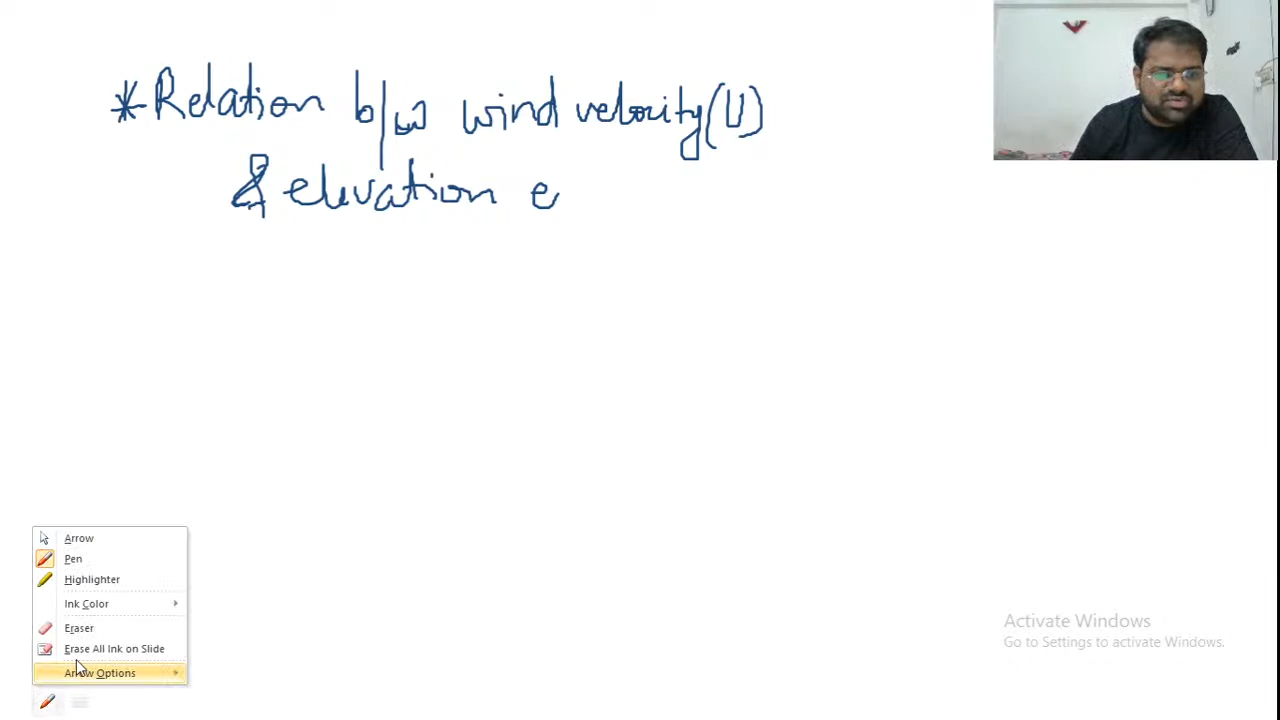 *Relation b/w wind velocity(U)
& elevation e
Arrow
Pen
Highlighter
Ink Color
Eraser
Erase All Ink on Slide
Arrow Options
Activate Windows
Go to Settings to activate Windows.